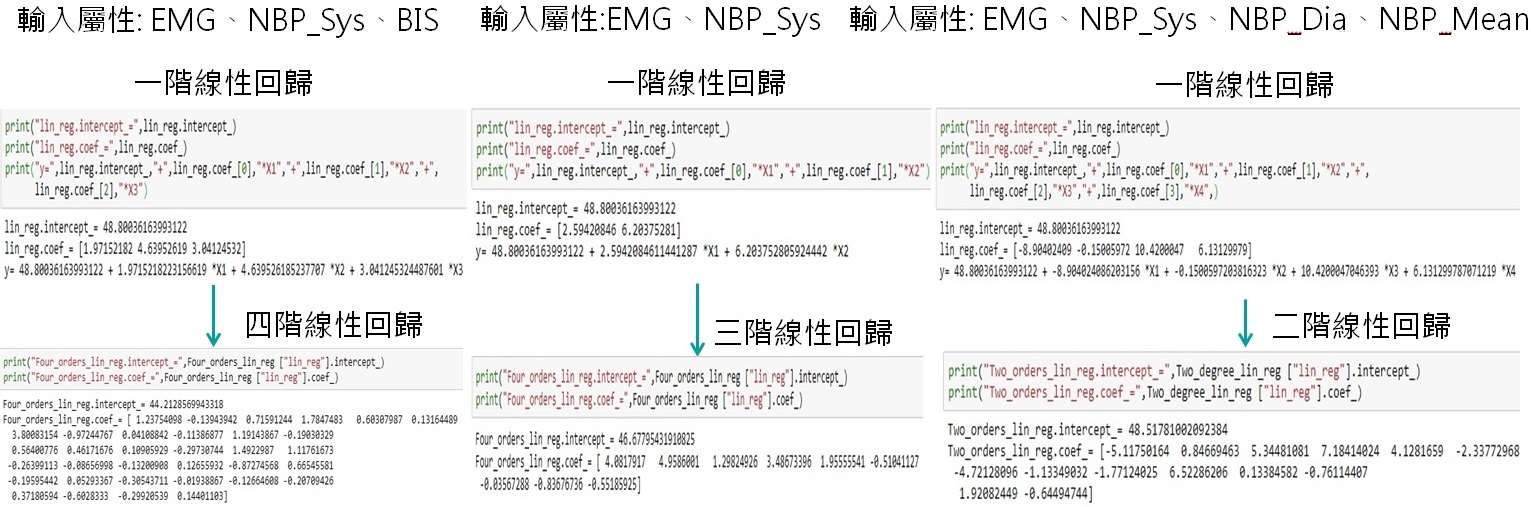 輸入屬性: EMG、NBP_Sys、BIS
一階線性回歸
print("lin_reg.intercept_=",lin_reg.intercept_)
print("lin_reg.coef_=",lin_reg.coef_)
print("y=",lin_reg.intercept_,"+",lin_reg.coef_[0],"*X1","+",lin_reg.coef_[1],"*X2","+",
lin_reg.coef_[2],"*X3")
lin_reg.intercept_= 48.80036163993122
lin_reg.coef_= [1.97152182 4.63952619 3.04124532]
y= 48.80036163993122 + 1.9715218223156619 *X1 + 4.639526185237707 *X2 + 3.041245324487601 *X3
四階線性回歸
print("Four_orders_lin_reg.intercept_=",Four_orders_lin_reg ["lin_reg"].intercept_)
print("Four_orders_lin_reg.coef_=",Four_orders_lin_reg ["lin_reg"].coef_)
Four_orders_lin_reg.intercept_= 44.2128569943318
Four_orders_lin_reg.coef_= [ 1.23754098 -0.13943942 0.71591244 1.7847483 0.60307987 0.13164489
3.80083154 -0.97244767 0.04108842 -0.11386877 1.19143867 -0.19030329
0.56400776 0.46171676 0.10905929 -0.29730744 1.4922987 1.11761673
-0.26399113 -0.08656998 -0.13200908 0.12655932 -0.87274568 0.66545581
-0.19595442 0.05293367 -0.30543711 -0.01938867 -0.12664608 -0.20709426
0.37180594 -0.6028333 -0.29920539 0.14401103]
輸入屬性:EMG、NBP_Sys
一階線性回歸
print("lin_reg.intercept_=",lin_reg.intercept_)
print("lin_reg.coef_=",lin_reg.coef_)
print("y=",lin_reg.intercept_,"+",lin_reg.coef_[0],"*X1","+",lin_reg.coef_[1],"*X2")
lin_reg.intercept_= 48.80036163993122
lin_reg.coef_= [2.59420846 6.20375281]
y= 48.80036163993122 + 2.5942084611441287 *X1 + 6.203752805924442 *X2
三階線性回歸
print("Four_orders_lin_reg.intercept_=",Four_orders_lin_reg ["lin_reg"].intercept_)
print("Four_orders_lin_reg.coef_=",Four_orders_lin_reg ["lin_reg"].coef_)
Four_orders_lin_reg.intercept_= 46.67795431910825
Four_orders_lin_reg.coef_= [ 4.0817917 4.9586001 1.29824926 3.48673396 1.95555541 -0.51041127
-0.03567288 -0.83676736 -0.55185925]
輸入屬性: EMG、NBP_Sys、NBP_Dia、NBP_Mean
一階線性回歸
print("lin_reg.intercept_=",lin_reg.intercept_)
print("lin_reg.coef_=",lin_reg.coef_)
print("y=",lin_reg.intercept_,"+",lin_reg.coef_[0],"*X1","+",lin_reg.coef_[1],"*X2","+",
lin_reg.coef_[2],"*X3","+",lin_reg.coef_[3],"*X4",)
lin_reg.intercept_= 48.80036163993122
lin_reg.coef_= [-8.90402409 -0.15005972 10.4200047 6.13129979]
y= 48.80036163993122 + -8.904024086203156 *X1 + -0.1500597203816323 *X2 + 10.4200047046393 *X3 + 6.131299787071219 *X4
二階線性回歸
print("Two_orders_lin_reg.intercept_=",Two_degree_lin_reg ["lin_reg"].intercept_)
print("Two_orders_lin_reg.coef_=",Two_degree_lin_reg ["lin_reg"].coef_)
Two_orders_lin_reg.intercept_= 48.51781002092384
Two_orders_lin_reg.coef_= [-5.11750164 0.84669463 5.34481081 7.18414024 4.1281659 -2.33772968
-4.72128096 -1.13349032 -1.77124025 6.52286206 0.13384582 -0.76114407
1.92082449 -0.64494744]